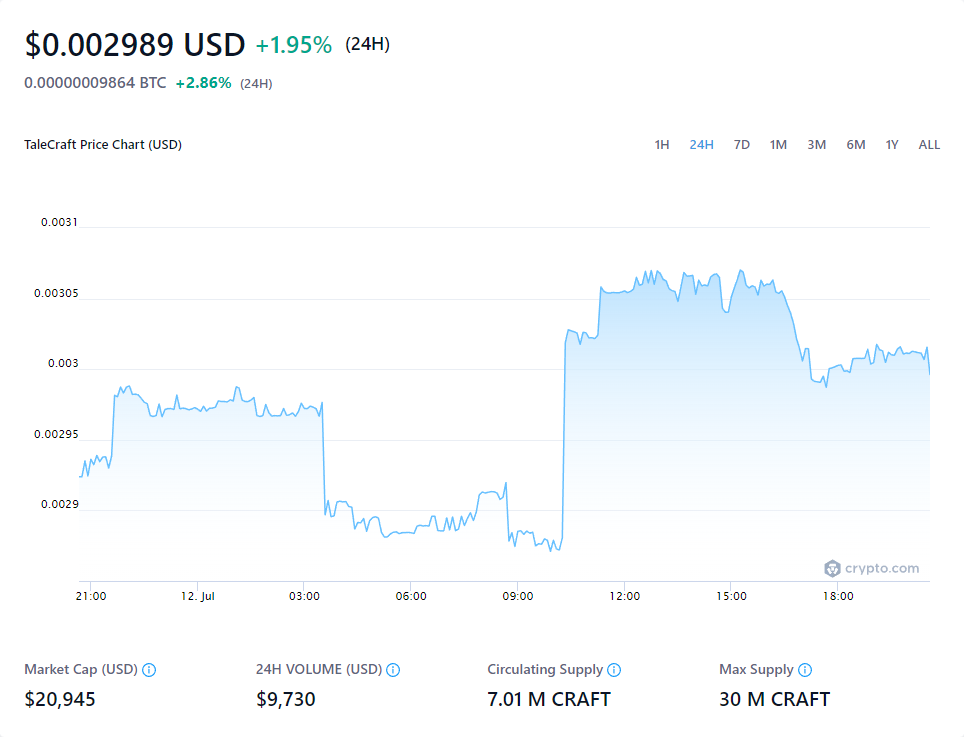 $0.002989 USD +1.95% (24H)
0.00000009864 BTC +2.86% (24H)
TaleCraft Price Chart (USD) 1H 24H 7D 1M 3M 6M 1Y ALL
0.0031
0.00305
0.003
0.00295
0.0029
crypto.com
21:00 12. Jul 03:00 06:00 09:00 12:00 15:00 18:00
Market Cap (USD) 24H VOLUME (USD) Circulating Supply Max Supply
$20,945 $9,730 7.01 M CRAFT 30 M CRAFT